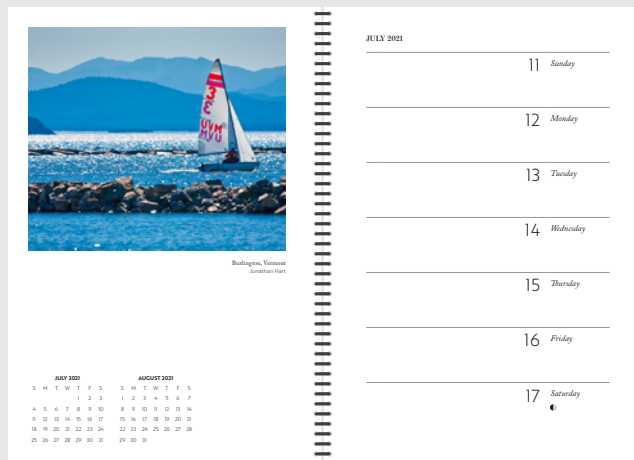 3
UVM
MVU
Burlington, Vermont
Jonathan Hart
JULY 2021
S M T W T F S
1 2 3
4 5 6 7 8 9 10
11 12 13 14 15 16 17
18 19 20 21 22 23 24
25 26 27 28 29 30 31
AUGUST 2021
S M T W T F S
1 2 3 4 5 6 7
8 9 10 11 12 13 14
15 16 17 18 19 20 21
22 23 24 25 26 27 28
29 30 31
JULY 2021
11 Sunday
12 Monday
13 Tuesday
14 Wednesday
15 Thursday
16 Friday
17 Saturday